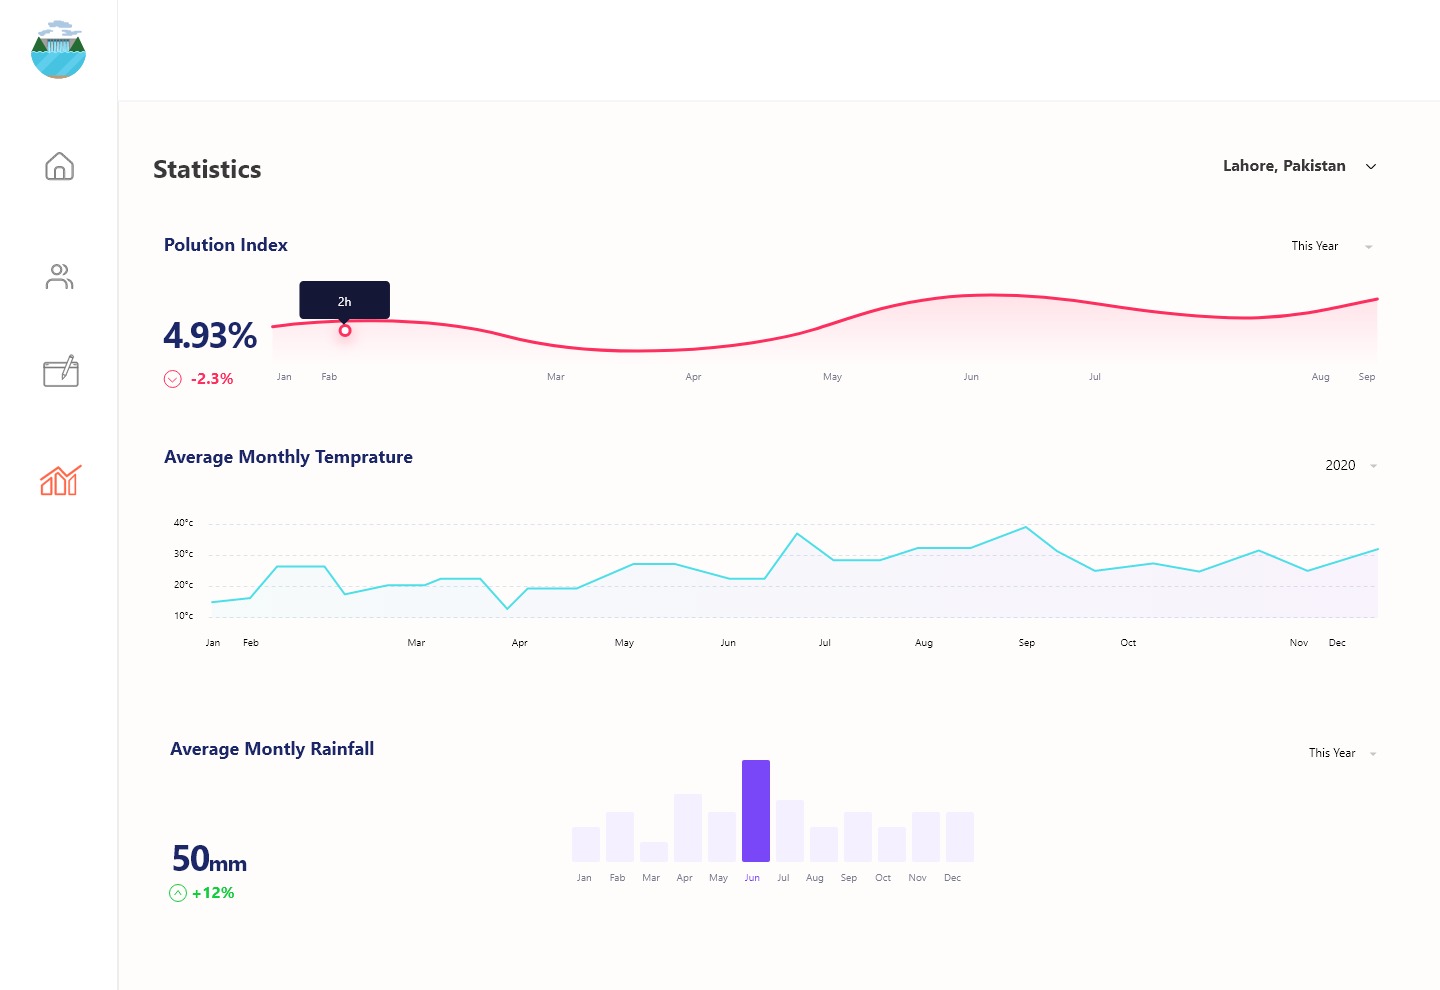 Statistics
Lahore, Pakistan
Polution Index
This Year
2h
4.93%
-2.3%
Jan Fab Mar Apr May Jun Jul Aug Sep
Average Monthly Temprature
2020
40°c
30°c
20°c
10°c
Jan Feb Mar Apr May Jun Jul Aug Sep Oct Nov Dec
Average Montly Rainfall
This Year
50mm
+12%
Jan Fab Mar Apr May Jun Jul Aug Sep Oct Nov Dec